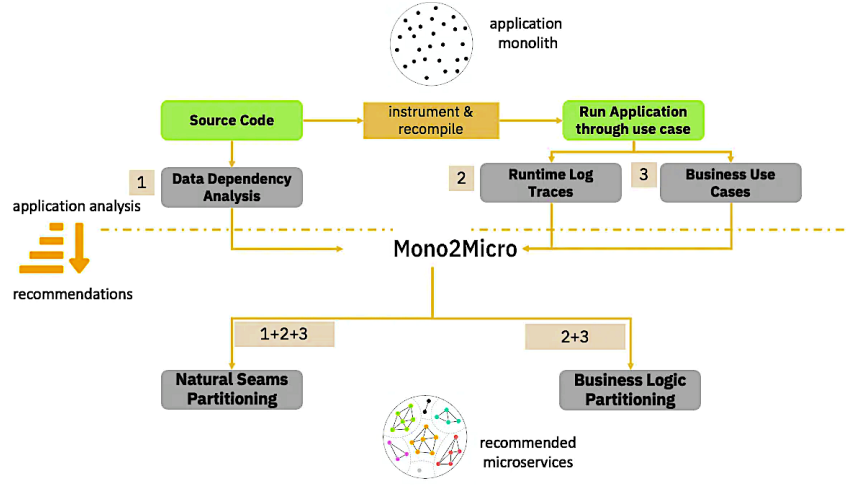 application
monolith
Source Code
instrument &
recompile
Run Application
through use case
1
Data Dependency
Analysis
2
Runtime Log
Traces
3
Business Use
Cases
application analysis
Mono2Micro
recommendations
1+2+3
2+3
Natural Seams
Partitioning
Business Logic
Partitioning
recommended
microservices